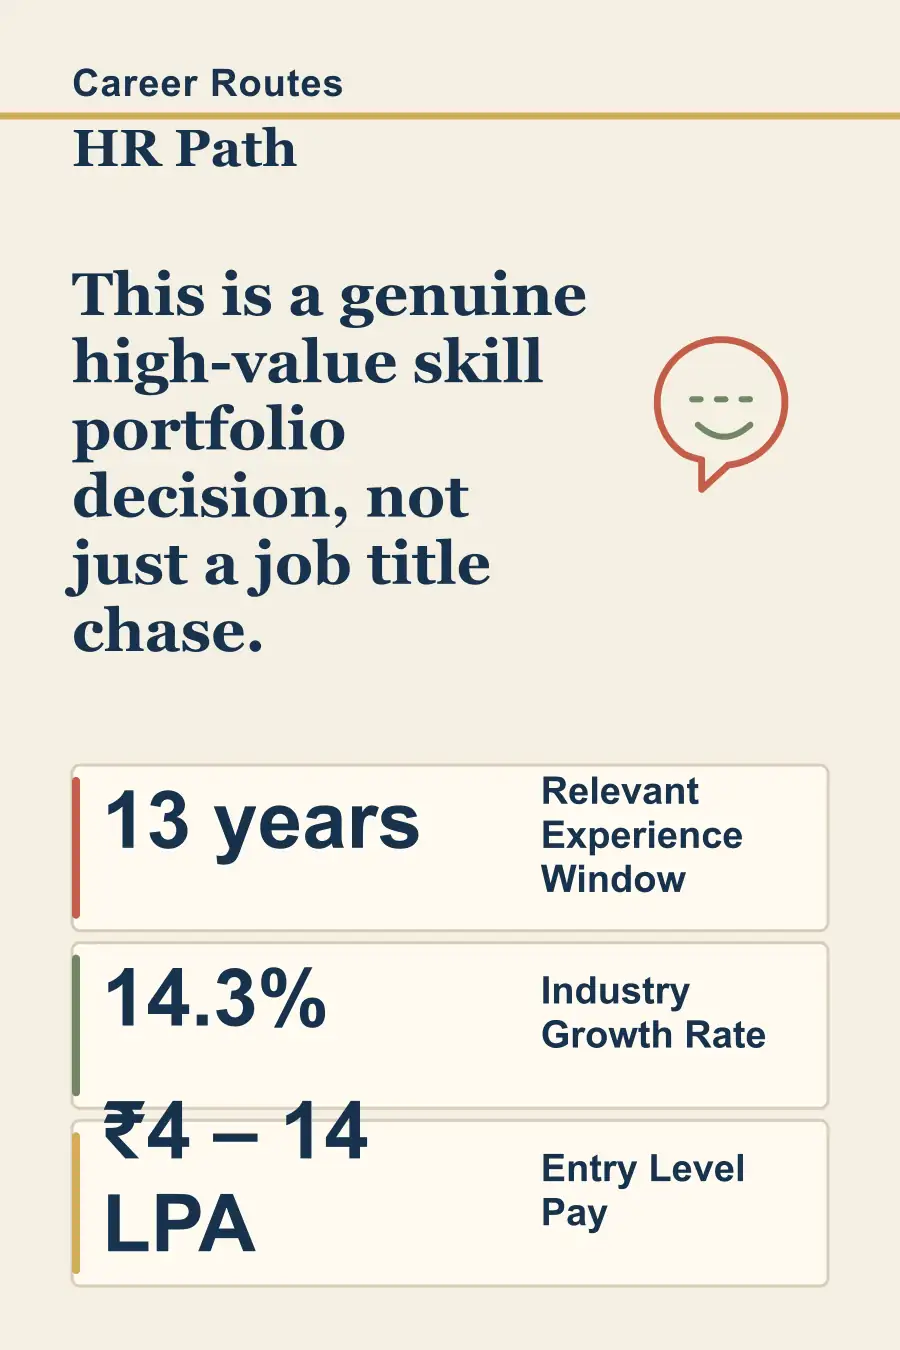 Career Routes
HR Path
This is a genuine
high-value skill
portfolio
decision, not
just a job title
chase.
13 years
Relevant
Experience
Window
14.3%
Industry
Growth Rate
₹4 – 14
LPA
Entry Level
Pay